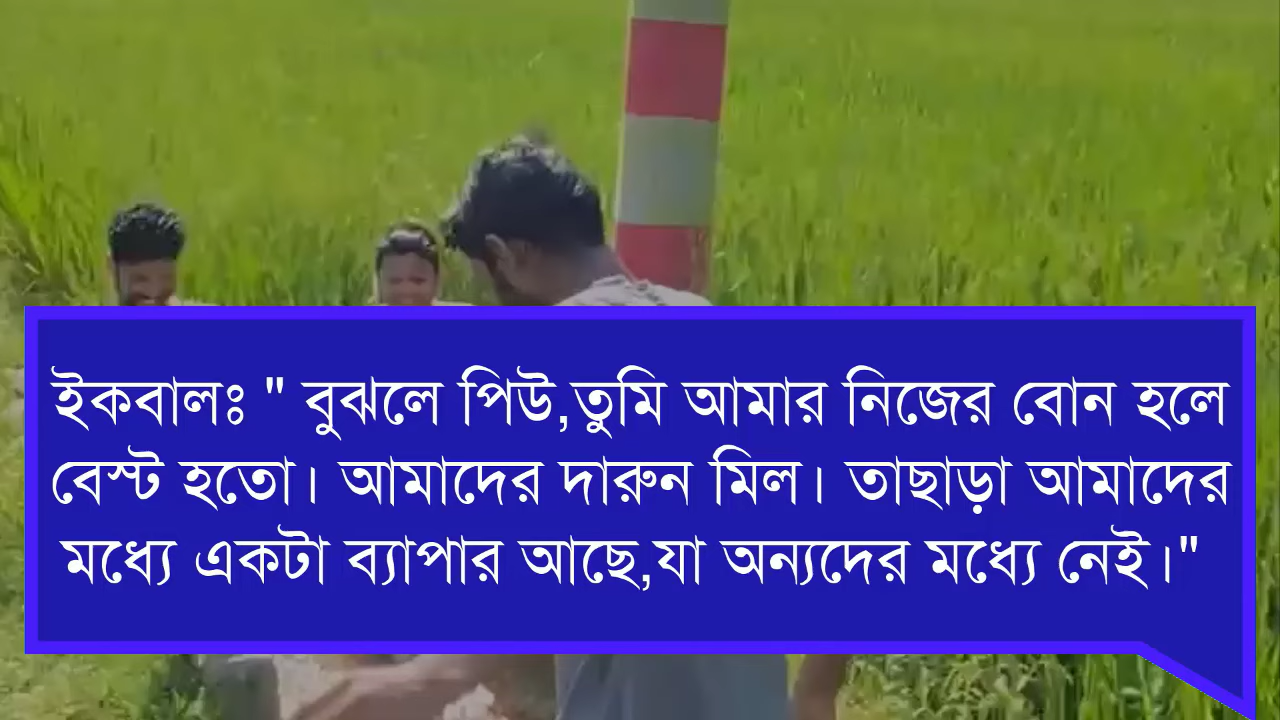 ইকবালঃ " বুঝলে পিউ,তুমি আমার নিজের বোন হলে
বেস্ট হতো। আমাদের দারুন মিল। তাছাড়া আমাদের
মধ্যে একটা ব্যাপার আছে,যা অন্যদের মধ্যে নেই।"